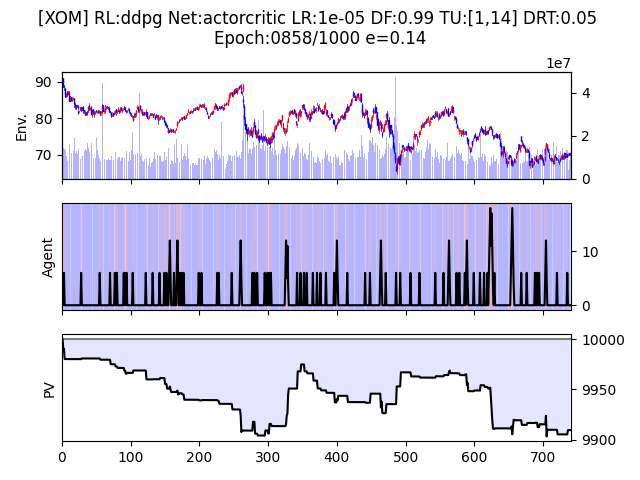 [XOM] RL:ddpg Net:actorcritic LR:1e-05 DF:0.99 TU:[1,14] DRT:0.05
Epoch:0858/1000 e=0.14
1e7
Env.
90
80
70
4
2
0
Agent
10
0
PV
10000
9950
9900
0 100 200 300 400 500 600 700